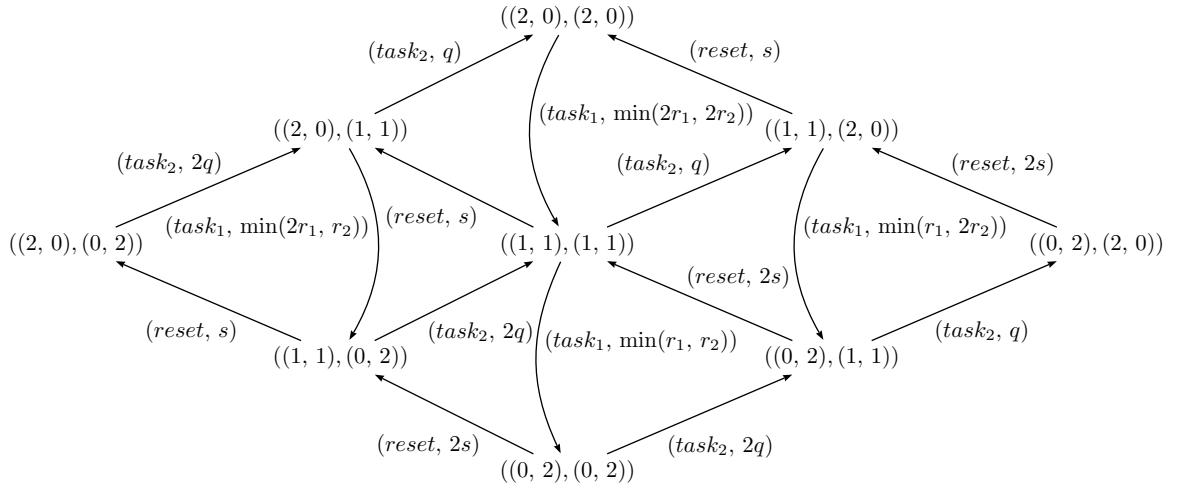 ((2, 0), (2, 0))
(task₂, q)
(reset, s)
(task₁, min(2r₁, 2r₂))
((2, 0), (1, 1))
((1, 1), (2, 0))
(task₂, 2q)
(task₂, q)
(reset, 2s)
(task₁, min(2r₁, r₂))
(reset, s)
(task₁, min(r₁, 2r₂))
((2, 0), (0, 2))
((1, 1), (1, 1))
((0, 2), (2, 0))
(reset, 2s)
(reset, s)
(task₂, 2q)
(task₁, min(r₁, r₂))
(task₂, q)
((1, 1), (0, 2))
((0, 2), (1, 1))
(reset, 2s)
(task₂, 2q)
((0, 2), (0, 2))